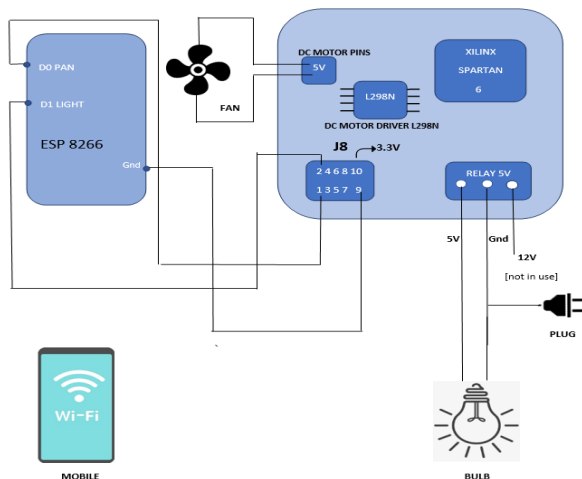 D0 PAN
D1 LIGHT
ESP 8266
Gnd
FAN
DC MOTOR PINS
5V
L298N
DC MOTOR DRIVER L298N
XILINX
SPARTAN
6
J8
3.3V
2 4 6 8 10
1 3 5 7 9
RELAY 5V
5V
Gnd
12V
[not in use]
PLUG
Wi-Fi
MOBILE
BULB